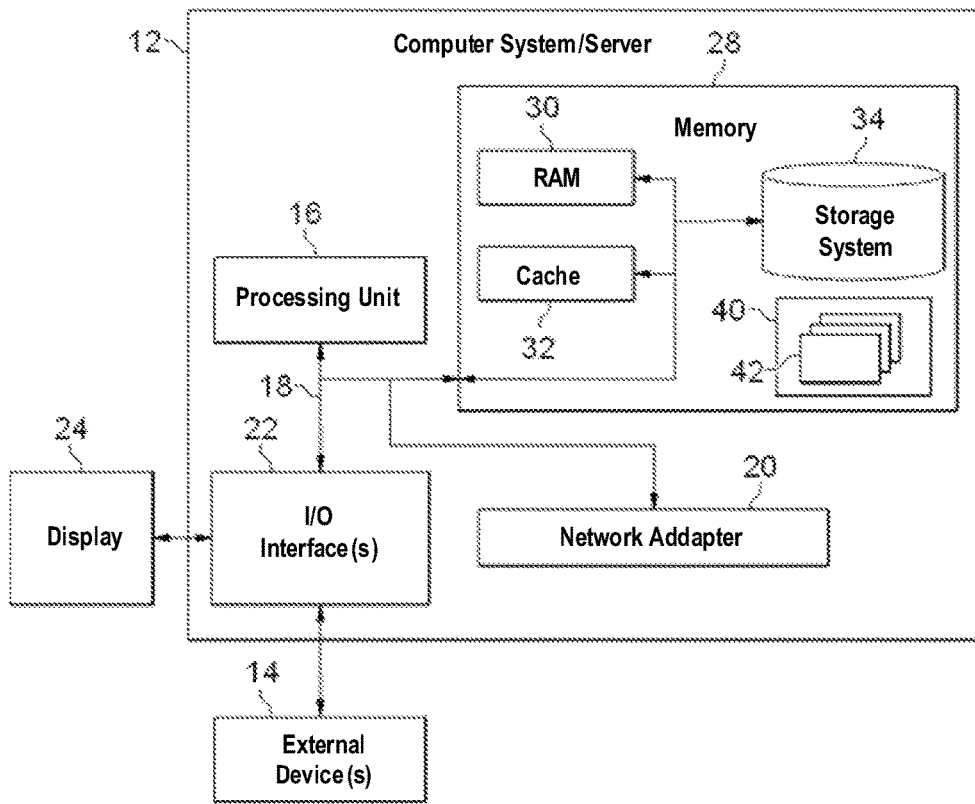 12
Computer System/Server
28
30
Memory
34
RAM
Storage
System
16
Processing Unit
Cache
32
40
42
18
24
22
20
Display
I/O
Interface(s)
Network Addapter
14
External
Device(s)